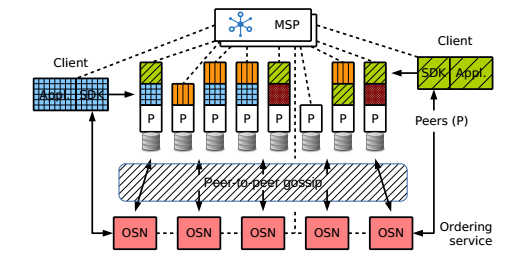 MSP
Client
Client
Appl. SDK
SDK Appl.
P P P P P P P P
Peers (P)
Peer-to-peer gossip
OSN OSN OSN OSN OSN
Ordering
service